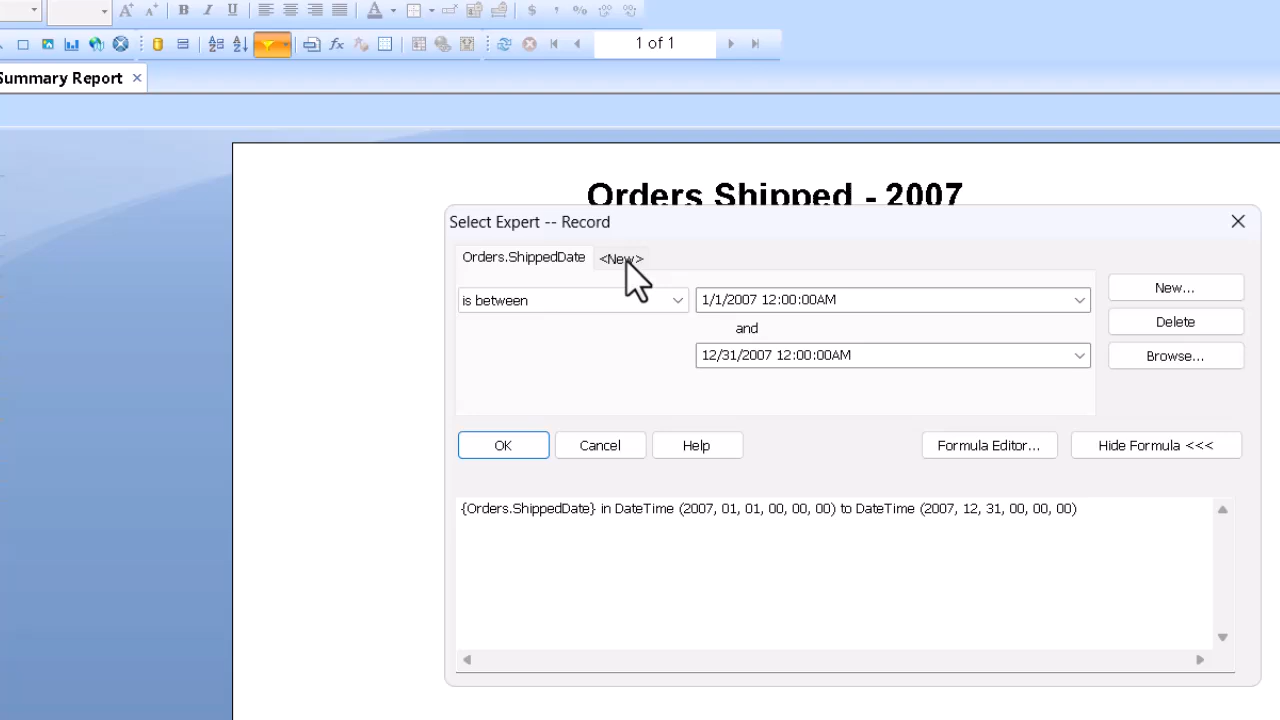 B I U A $ , %
fx 1 of 1
Summary Report ×
Orders Shipped - 2007
Select Expert -- Record
Orders.ShippedDate <New>
is between 1/1/2007 12:00:00AM New...
and Delete
12/31/2007 12:00:00AM Browse...
OK Cancel Help Formula Editor... Hide Formula <<<
{Orders.ShippedDate} in DateTime (2007, 01, 01, 00, 00, 00) to DateTime (2007, 12, 31, 00, 00, 00)